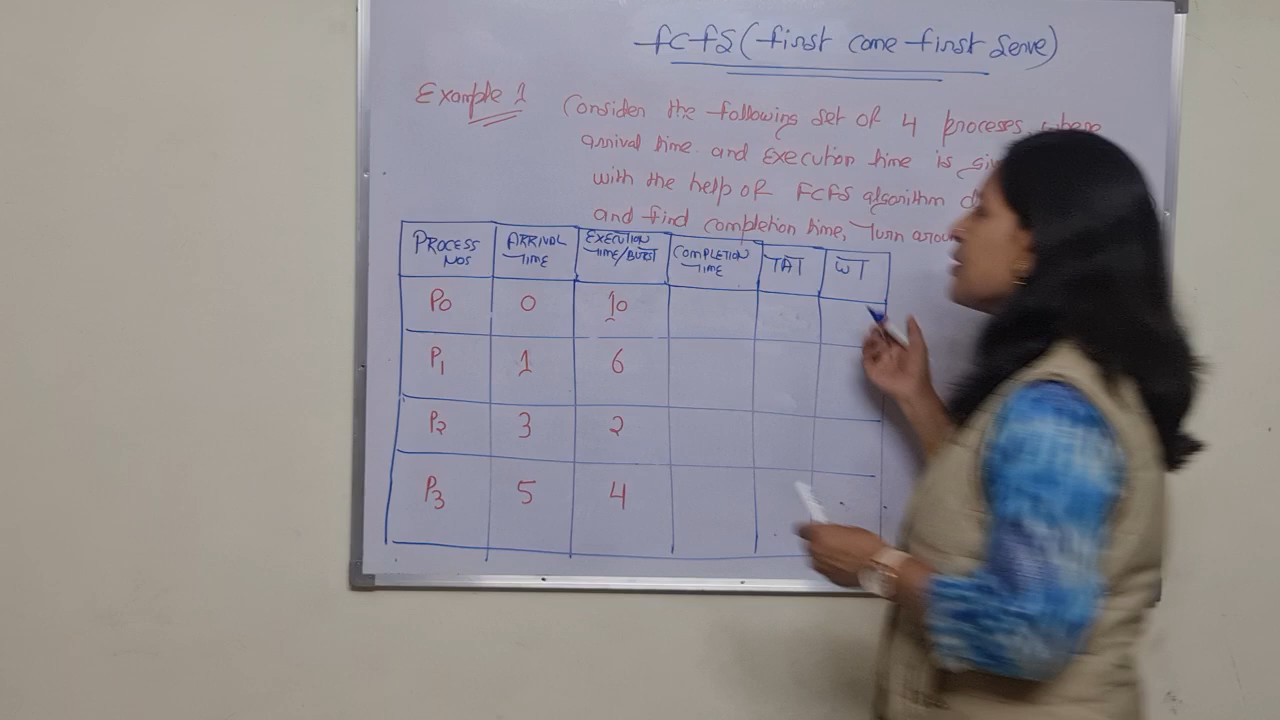 FCFS (first come first serve)
Example 1 Consider the following set of 4 proceses where
arrival time and execution time is
with the help of FCFS algorithm
and find completion time, Turn
PROCESS NOS ARRIVAL TIME EXECUTION TIME/BURST COMPLETION TIME TAT WT
P0 0 10
P1 1 6
P2 3 2
P3 5 4